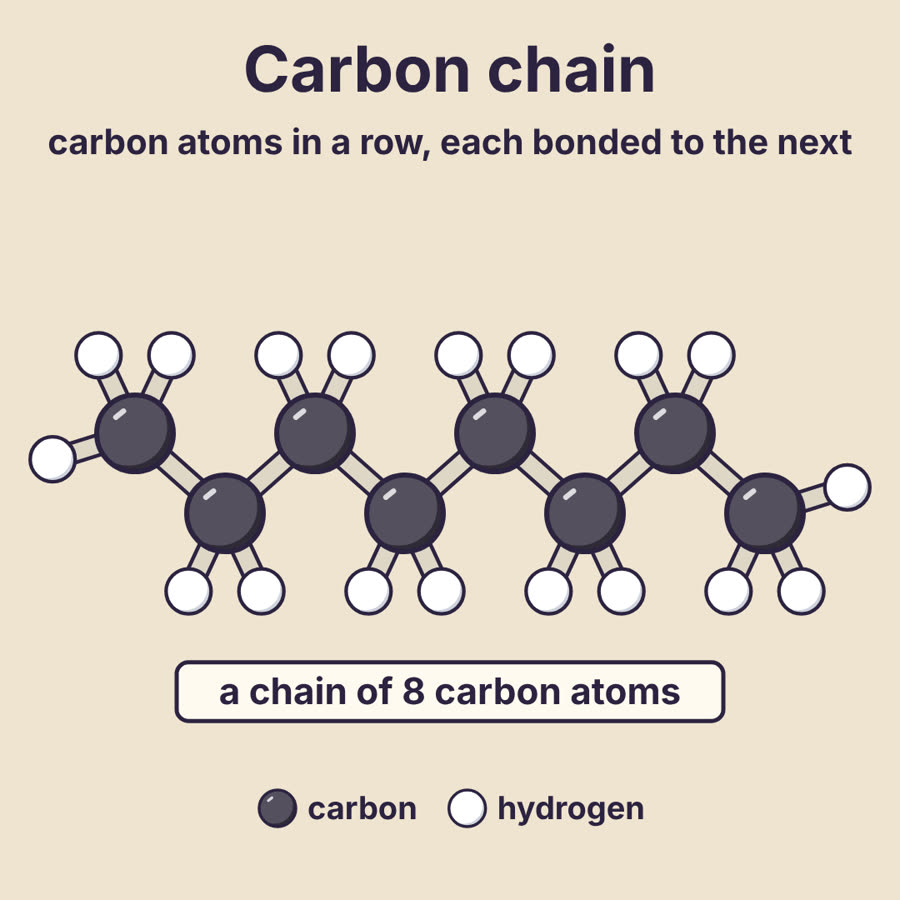 Carbon chain
carbon atoms in a row, each bonded to the next
a chain of 8 carbon atoms
carbon hydrogen